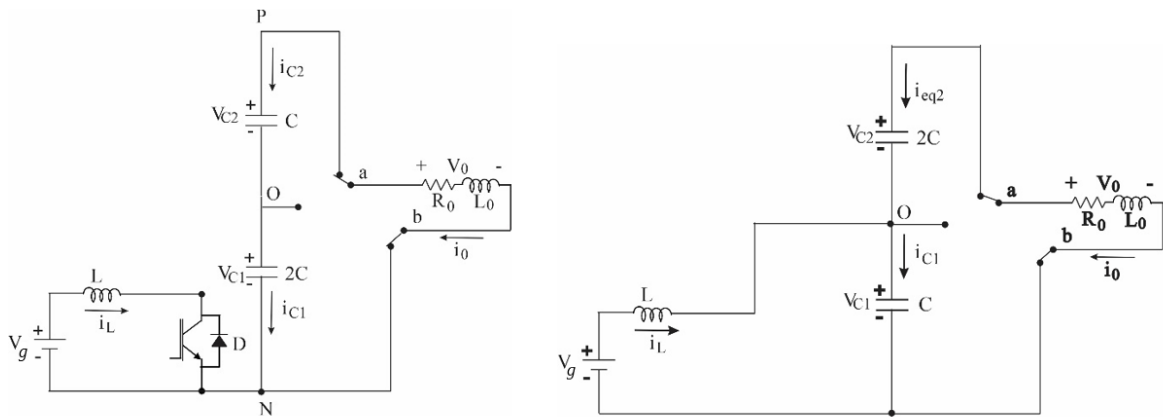 P
i_C2
V_C2 + - C
a
+ V_0 -
R_0 L_0
O
b
i_0
V_C1 + - 2C
i_C1
L
i_L
V_g + -
D
N
i_eq2
V_C2 + - 2C
a
+ V_0 -
R_0 L_0
O
b
i_0
i_C1
V_C1 + - C
L
i_L
V_g + -